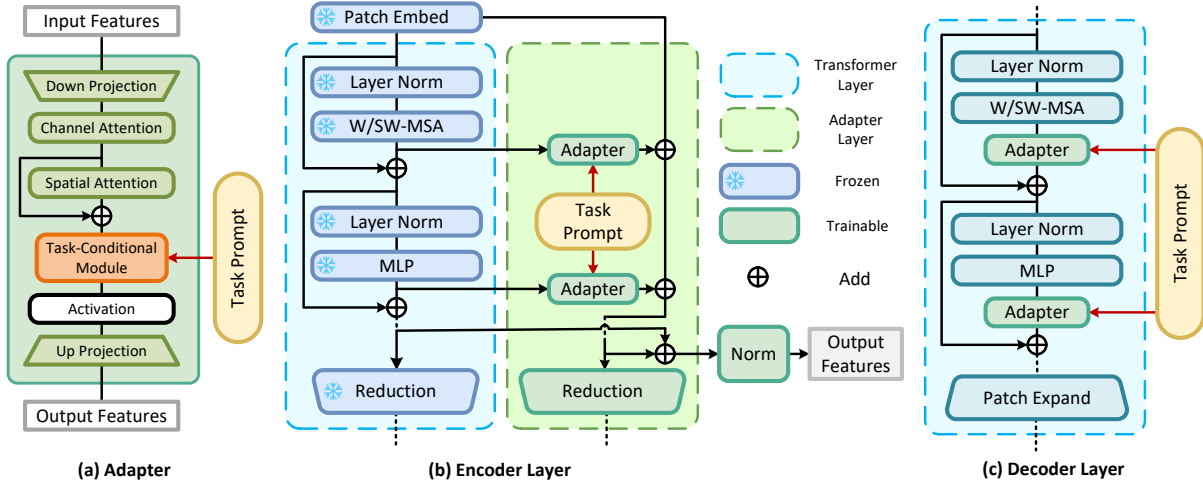 Input Features
Down Projection
Channel Attention
Spatial Attention
Task-Conditional
Module
Activation
Up Projection
Output Features
Task Prompt
(a) Adapter
Patch Embed
Layer Norm
W/SW-MSA
Layer Norm
MLP
Reduction
Adapter
Task
Prompt
Adapter
Reduction
Norm
Output
Features
(b) Encoder Layer
Transformer
Layer
Adapter
Layer
Frozen
Trainable
Add
Layer Norm
W/SW-MSA
Adapter
Layer Norm
MLP
Adapter
Patch Expand
Task Prompt
(c) Decoder Layer